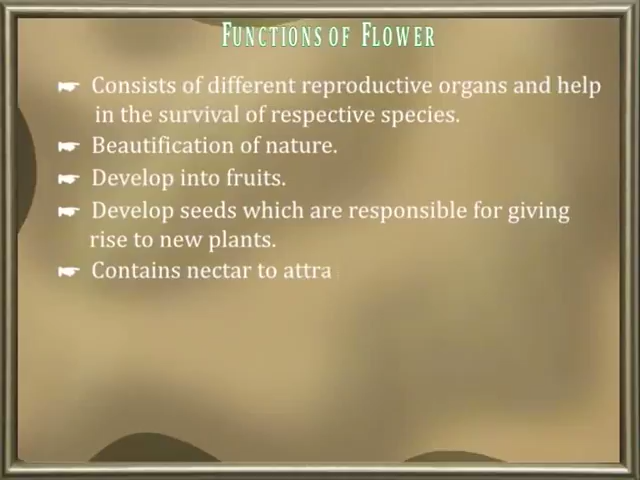 FUNCTIONS OF FLOWER
Consists of different reproductive organs and help
in the survival of respective species.
Beautification of nature.
Develop into fruits.
Develop seeds which are responsible for giving
rise to new plants.
Contains nectar to attra